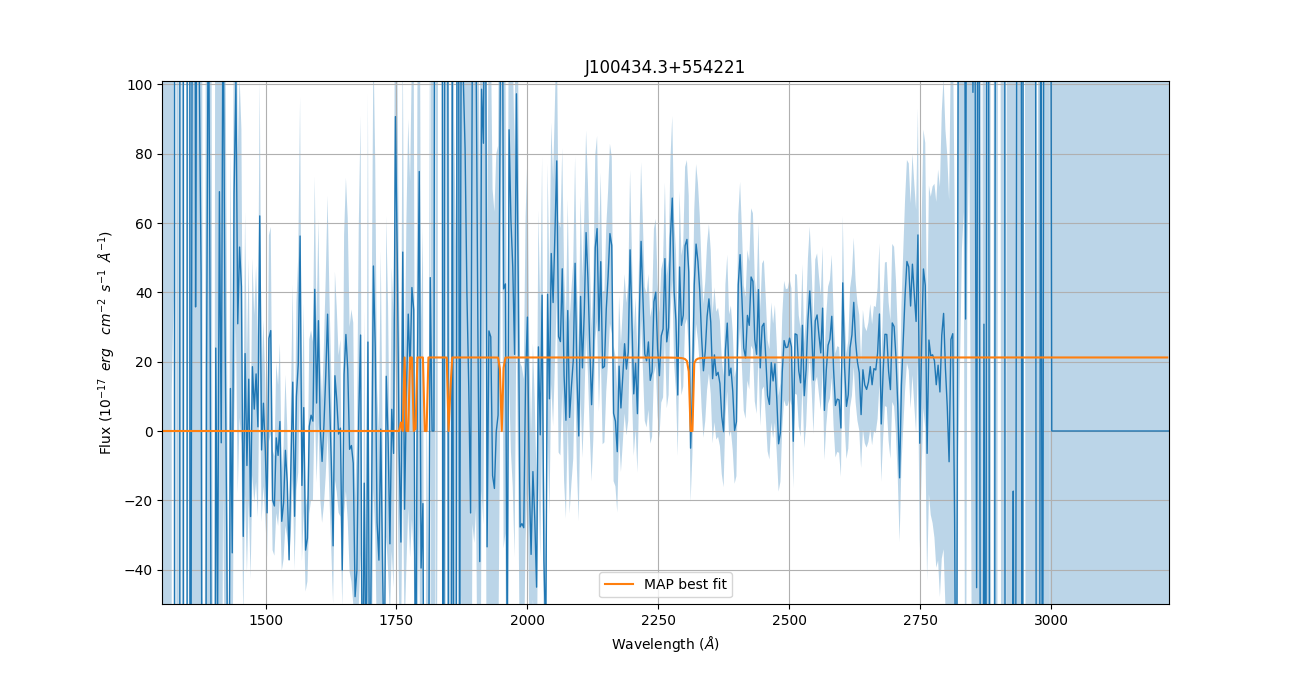 J100434.3+554221
Flux (10⁻¹⁷ erg cm⁻² s⁻¹ Å⁻¹)
100
80
60
40
20
0
−20
−40
MAP best fit
1500 1750 2000 2250 2500 2750 3000
Wavelength (Å)